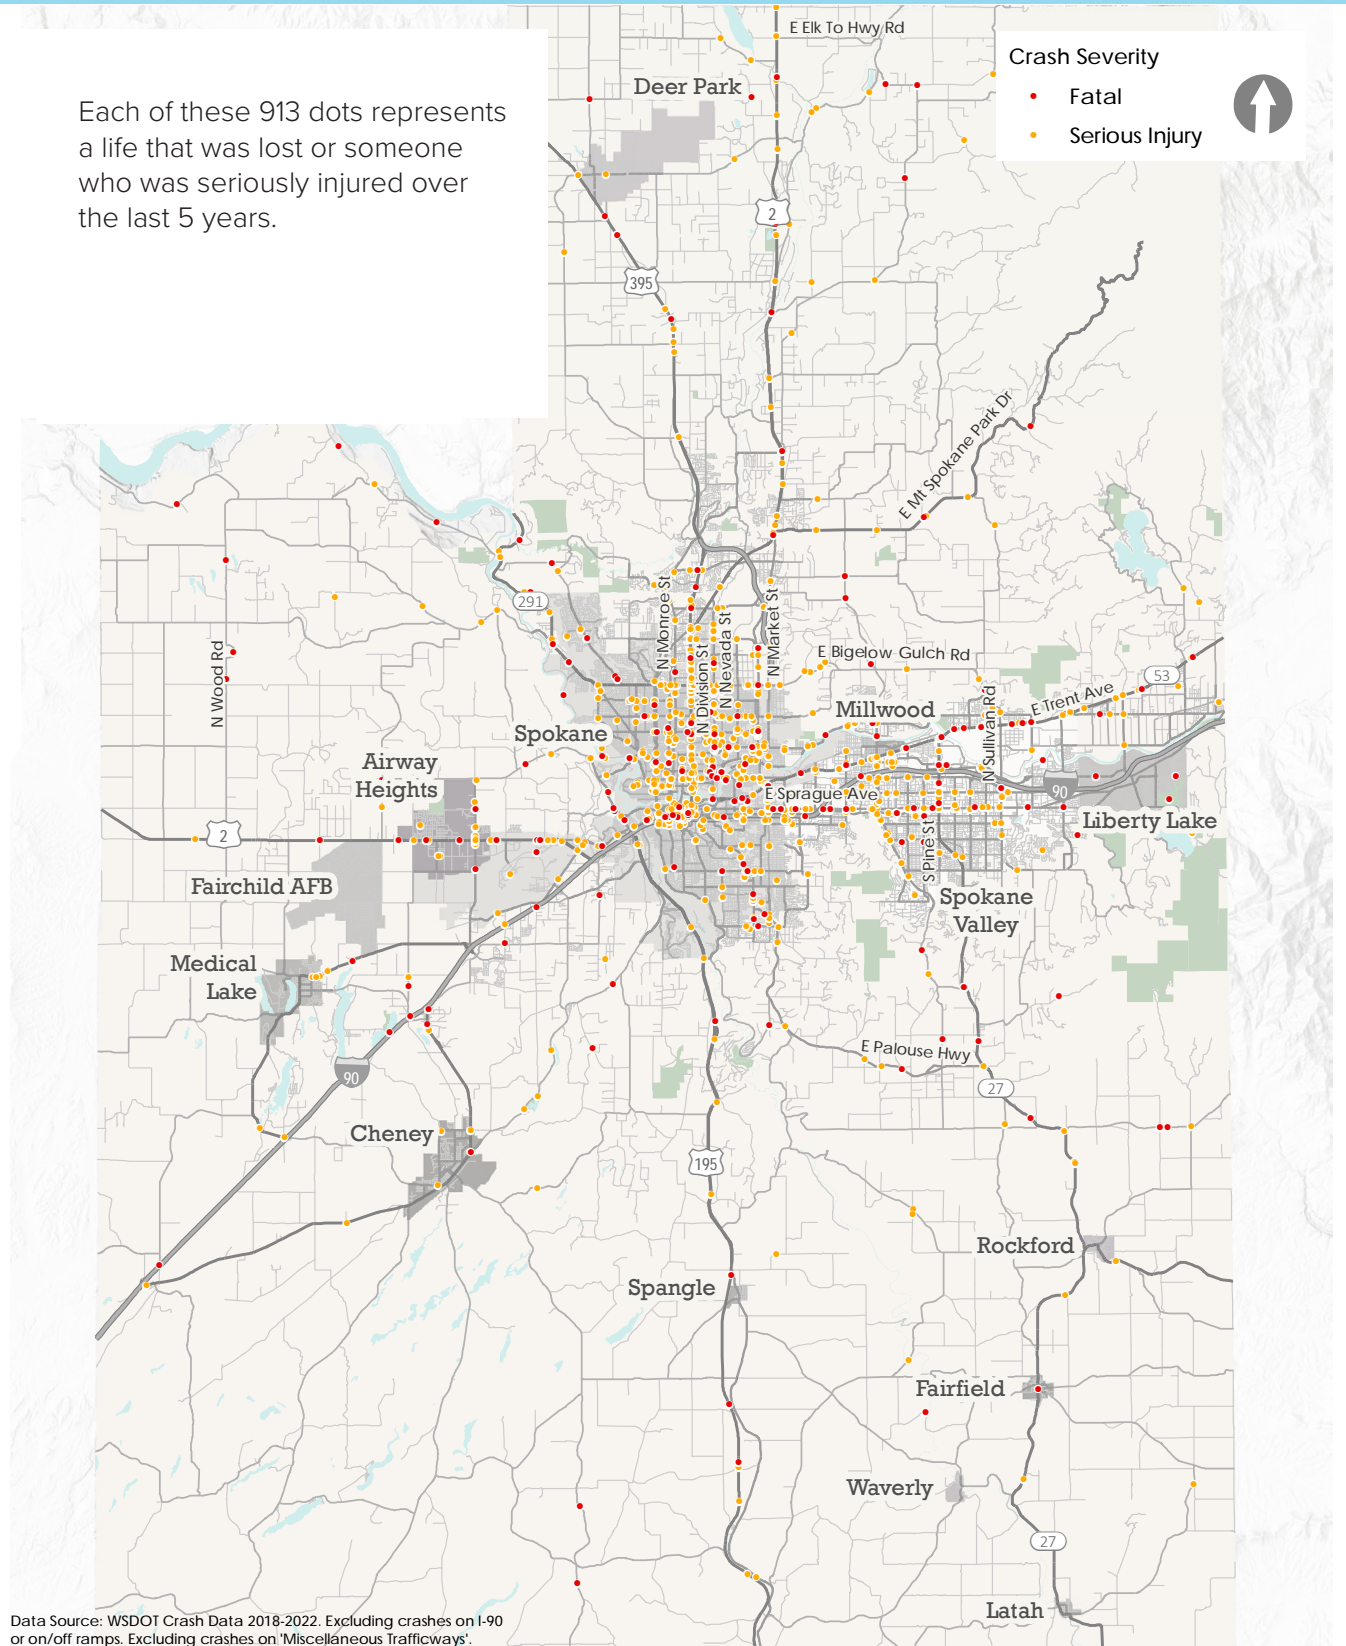 E Elk To Hwy Rd
Crash Severity
Fatal
Serious Injury
Deer Park
Each of these 913 dots represents
a life that was lost or someone
who was seriously injured over
the last 5 years.
2
395
E Mt Spokane Park Dr
291
N Monroe St
N Division St
N Nevada St
N Market St
E Bigelow Gulch Rd
N Wood Rd
53
E Trent Ave
N Sullivan Rd
Millwood
Spokane
Airway
Heights
E Sprague Ave
90
Liberty Lake
2
S Pine St
Fairchild AFB
Spokane
Valley
Medical
Lake
E Palouse Hwy
90
27
Cheney
195
Rockford
Spangle
Fairfield
Waverly
27
Latah
Data Source: WSDOT Crash Data 2018-2022. Excluding crashes on I-90
or on/off ramps. Excluding crashes on 'Miscellaneous Trafficways'.